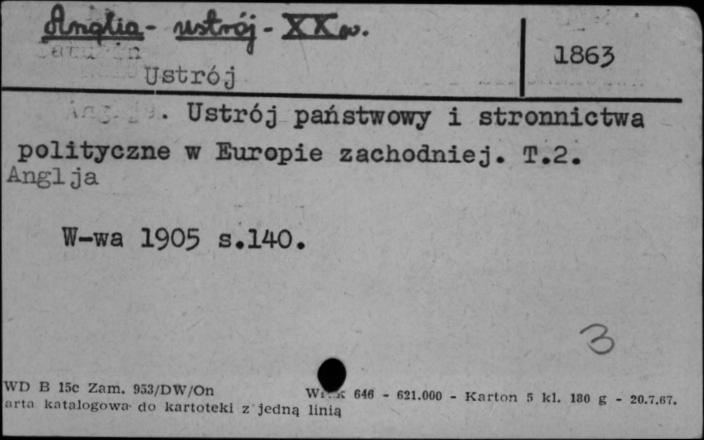 Anglia - ustrój - XX w.
1863
Ustrój
. Ustrój państwowy i stronnictwa
polityczne w Europie zachodniej. T.2.
Anglja
W-wa 1905 s.140.
3
WD B 15c Zam. 953/DW/On 646 - 621.000 - Karton 5 kl. 180 g - 20.7.67.
arta katalogowa do kartoteki z jedną linią